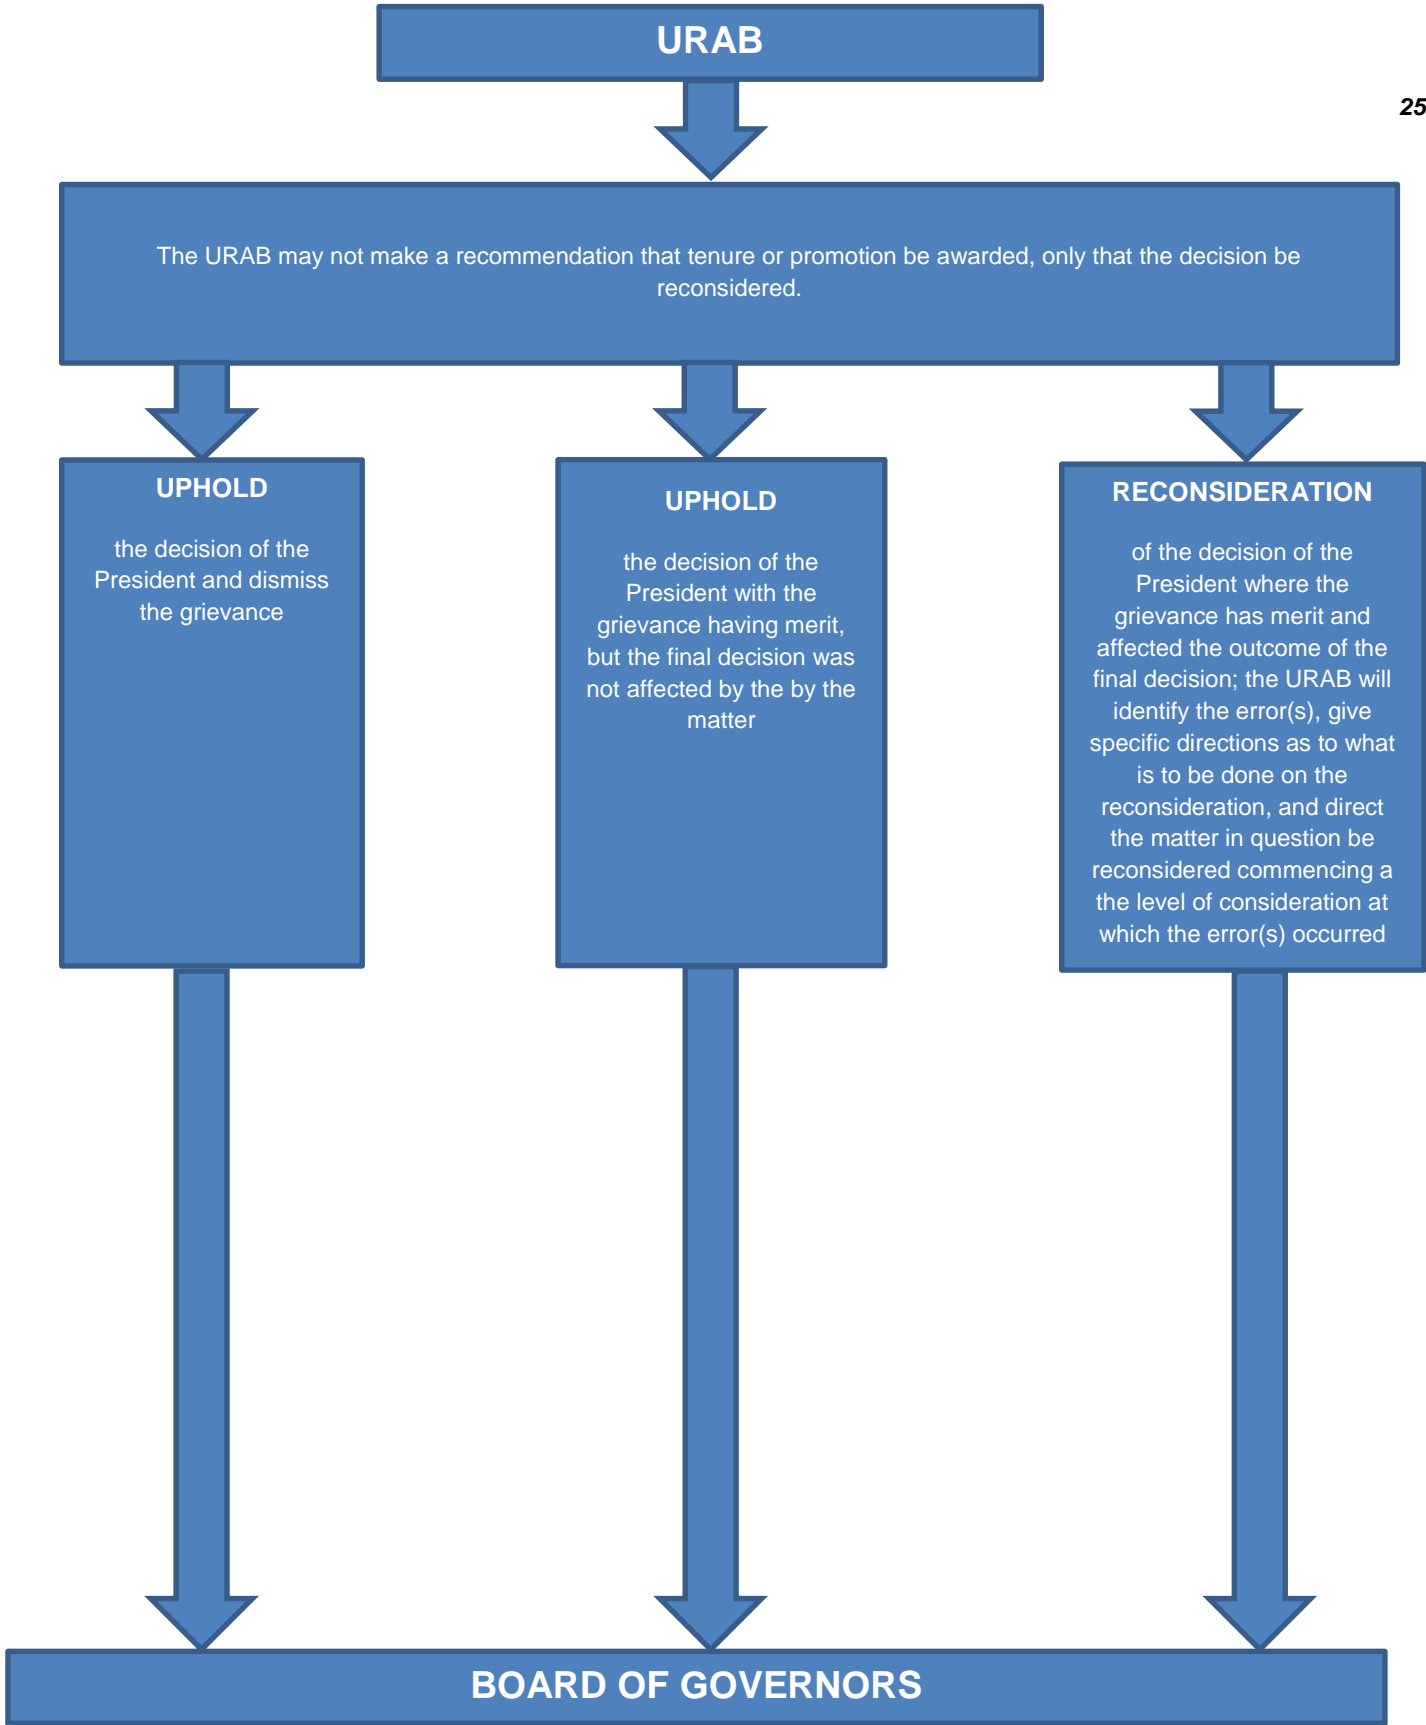 URAB
25
The URAB may not make a recommendation that tenure or promotion be awarded, only that the decision be
reconsidered.
UPHOLD
the decision of the
President and dismiss
the grievance
UPHOLD
the decision of the
President with the
grievance having merit,
but the final decision was
not affected by the by the
matter
RECONSIDERATION
of the decision of the
President where the
grievance has merit and
affected the outcome of the
final decision; the URAB will
identify the error(s), give
specific directions as to what
is to be done on the
reconsideration, and direct
the matter in question be
reconsidered commencing a
the level of consideration at
which the error(s) occurred
BOARD OF GOVERNORS